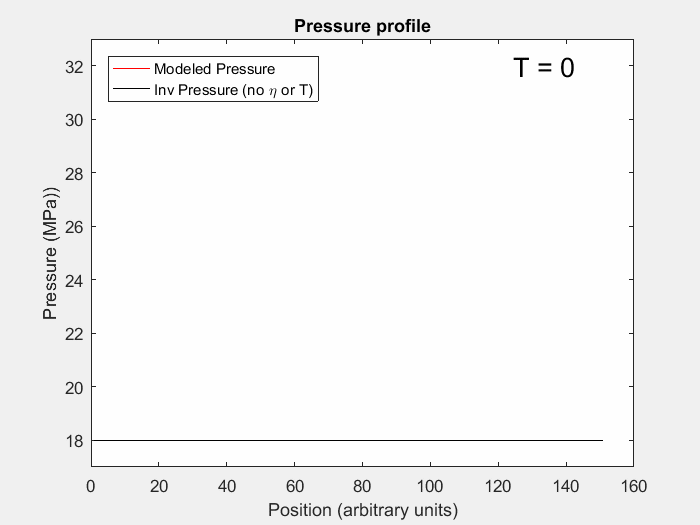 Pressure profile
Modeled Pressure
Inv Pressure (no η or T)
T = 0
32
30
28
26
24
22
20
18
Pressure (MPa))
0 20 40 60 80 100 120 140 160
Position (arbitrary units)